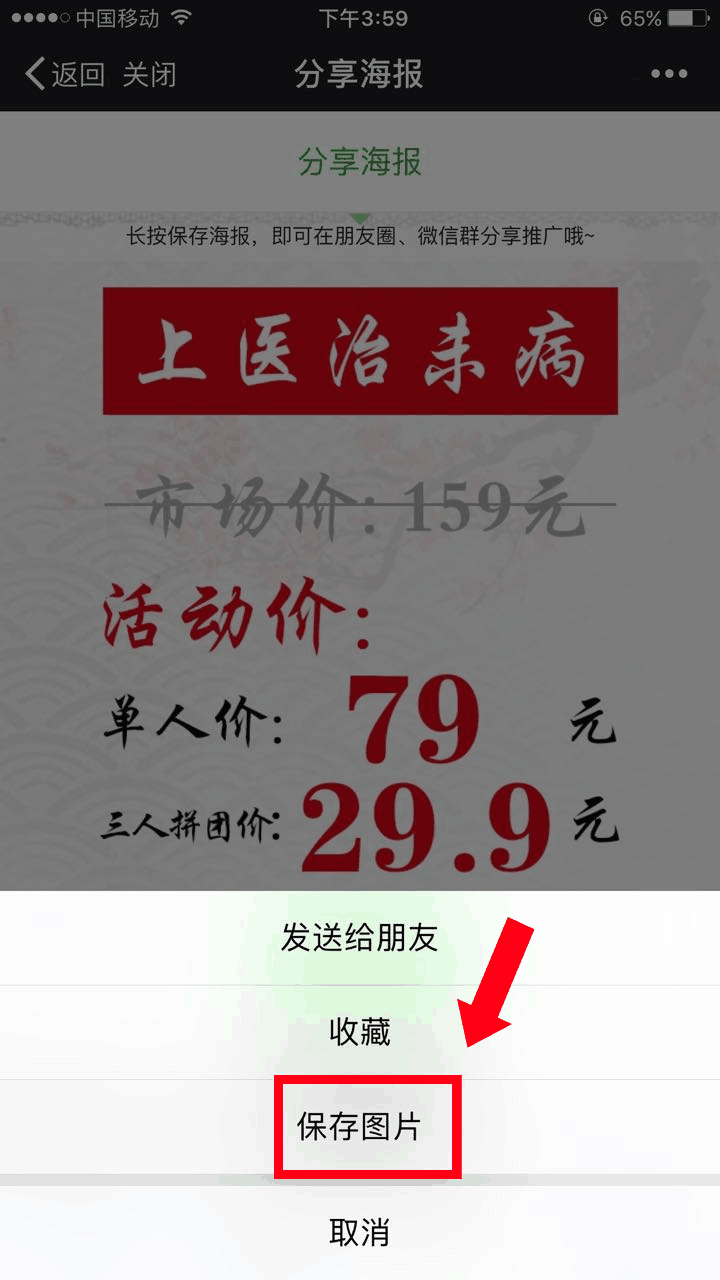 中国移动 下午3:59 65%
返回 关闭 分享海报
分享海报
长按保存海报，即可在朋友圈、微信群分享推广哦~
上医治未病
市场价：159元
活动价：
单人价：79元
三人拼团价：29.9元
发送给朋友
收藏
保存图片
取消